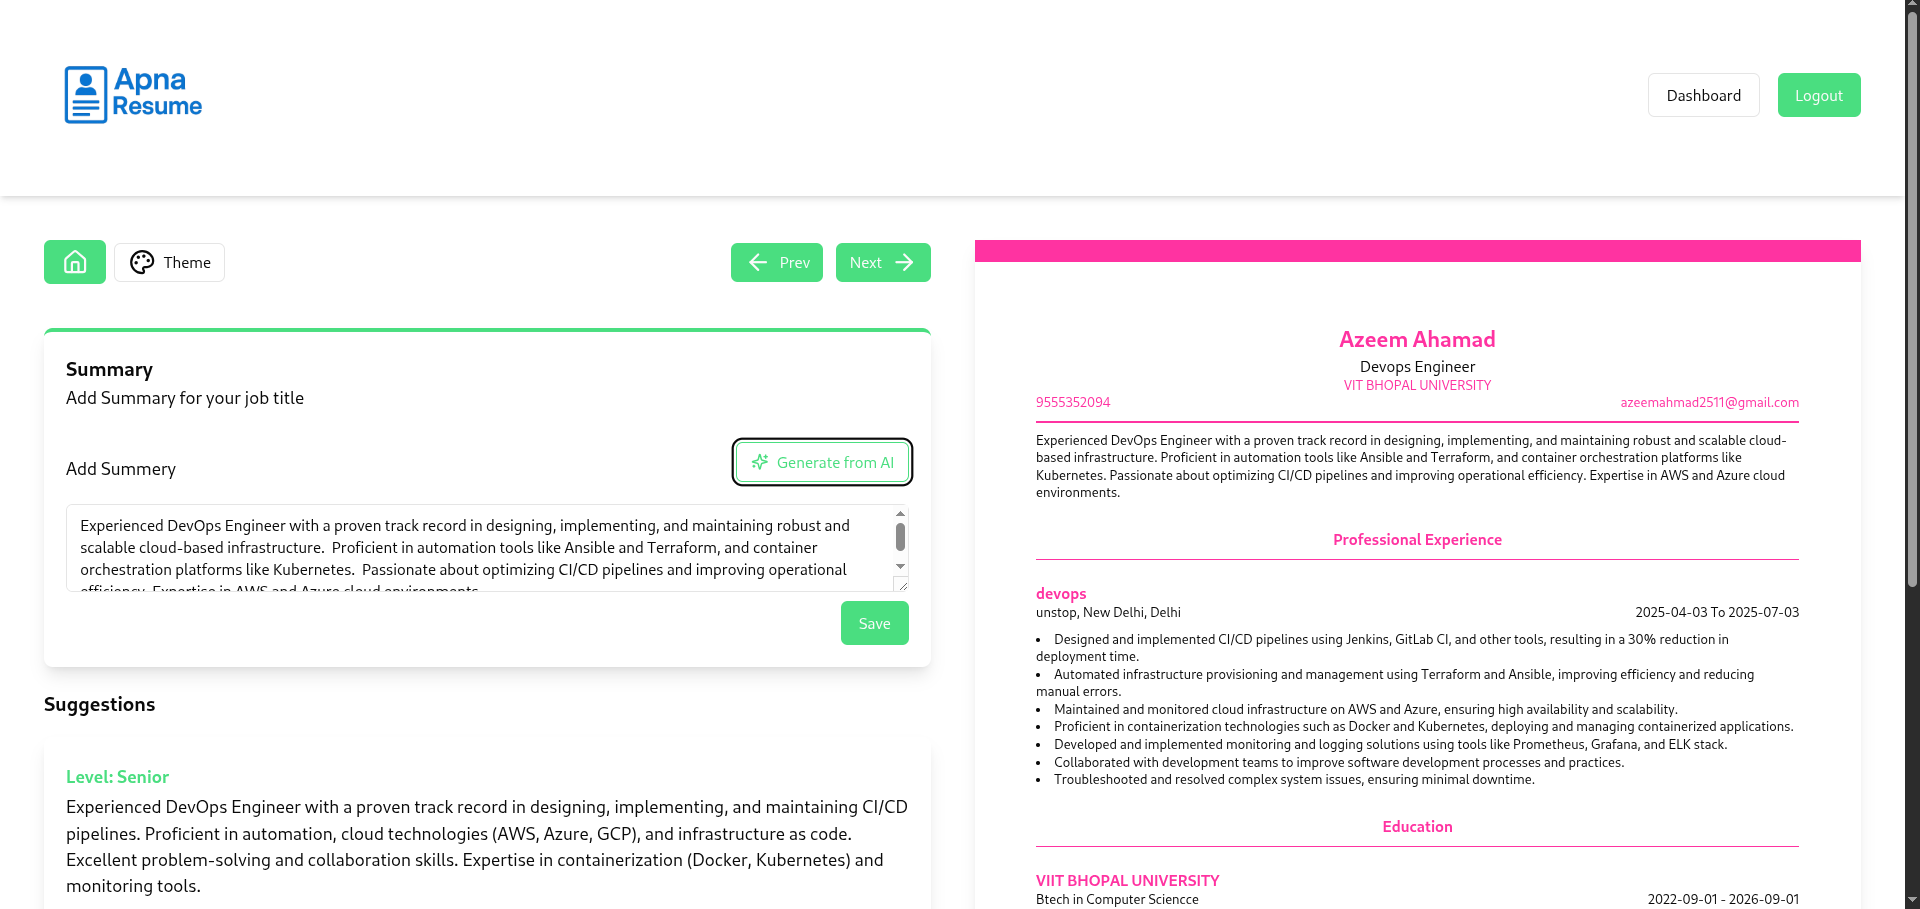 Apna
Resume
Dashboard
Logout
Theme
Prev
Next
Summary
Add Summary for your job title
Add Summery
Generate from AI
Experienced DevOps Engineer with a proven track record in designing, implementing, and maintaining robust and
scalable cloud-based infrastructure.  Proficient in automation tools like Ansible and Terraform, and container
orchestration platforms like Kubernetes.  Passionate about optimizing CI/CD pipelines and improving operational
efficiency. Expertise in AWS and Azure cloud environments.
Save
Suggestions
Level: Senior
Experienced DevOps Engineer with a proven track record in designing, implementing, and maintaining CI/CD
pipelines. Proficient in automation, cloud technologies (AWS, Azure, GCP), and infrastructure as code.
Excellent problem-solving and collaboration skills. Expertise in containerization (Docker, Kubernetes) and
monitoring tools.
Azeem Ahamad
Devops Engineer
VIT BHOPAL UNIVERSITY
9555352094
azeemahmad2511@gmail.com
Experienced DevOps Engineer with a proven track record in designing, implementing, and maintaining robust and scalable cloud-
based infrastructure. Proficient in automation tools like Ansible and Terraform, and container orchestration platforms like
Kubernetes. Passionate about optimizing CI/CD pipelines and improving operational efficiency. Expertise in AWS and Azure cloud
environments.
Professional Experience
devops
unstop, New Delhi, Delhi
2025-04-03 To 2025-07-03
• Designed and implemented CI/CD pipelines using Jenkins, GitLab CI, and other tools, resulting in a 30% reduction in
deployment time.
• Automated infrastructure provisioning and management using Terraform and Ansible, improving efficiency and reducing
manual errors.
• Maintained and monitored cloud infrastructure on AWS and Azure, ensuring high availability and scalability.
• Proficient in containerization technologies such as Docker and Kubernetes, deploying and managing containerized applications.
• Developed and implemented monitoring and logging solutions using tools like Prometheus, Grafana, and ELK stack.
• Collaborated with development teams to improve software development processes and practices.
• Troubleshooted and resolved complex system issues, ensuring minimal downtime.
Education
VIIT BHOPAL UNIVERSITY
Btech in Computer Sciencce
2022-09-01 - 2026-09-01